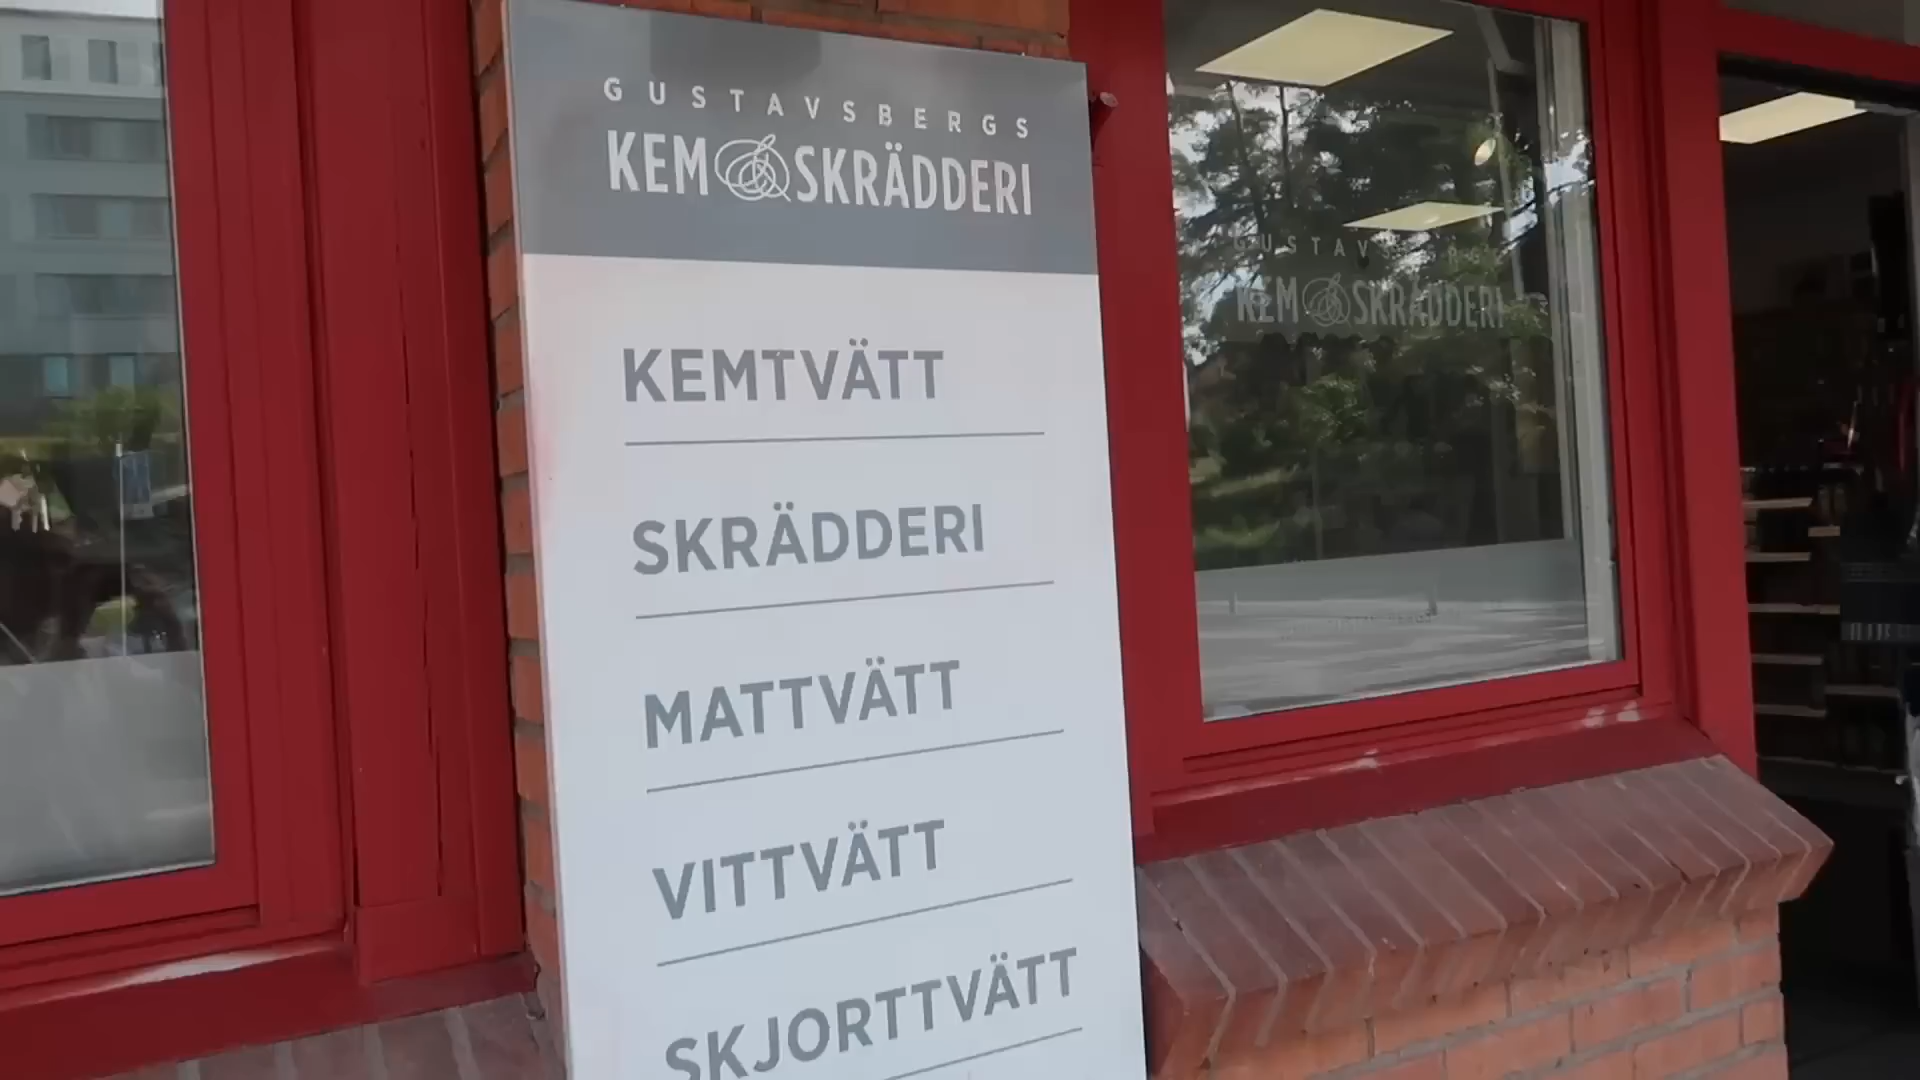 GUSTAVSBERGS
KEM & SKRÄDDERI
KEMTVÄTT
SKRÄDDERI
MATTVÄTT
VITTVÄTT
SKJORTTVÄTT
GUSTAVSBERGS
KEM & SKRÄDDERI